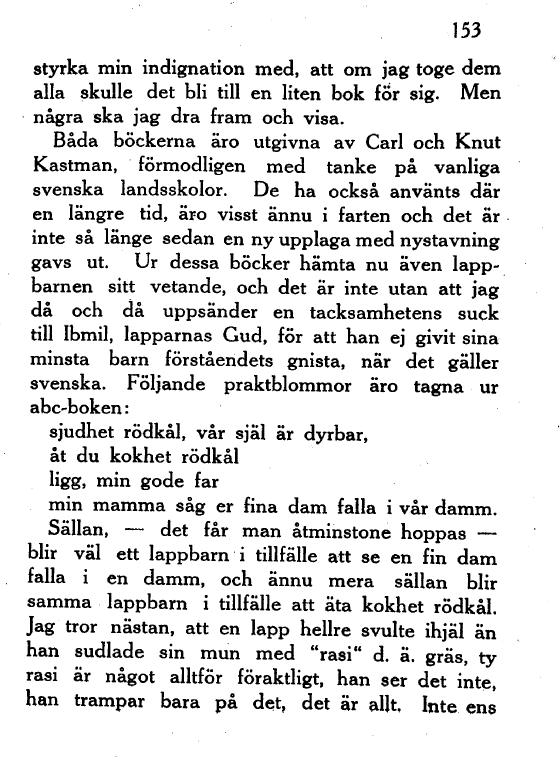 153
styrka min indignation med, att om jag toge dem
alla skulle det bli till en liten bok för sig. Men
några ska jag dra fram och visa.
Båda böckerna äro utgivna av Carl och Knut
Kastman, förmodligen med tanke på vanliga
svenska landsskolor. De ha också använts där
en längre tid, äro visst ännu i farten och det är
inte så länge sedan en ny upplaga med nystavning
gavs ut. Ur dessa böcker hämta nu även lapp-
barnen sitt vetande, och det är inte utan att jag
då och då uppsänder en tacksamhetens suck
till Ibmil, lapparnas Gud, för att han ej givit sina
minsta barn förståendets gnista, när det gäller
svenska. Följande praktblommor äro tagna ur
abc-boken:
sjudhet rödkål, vår själ är dyrbar,
åt du kokhet rödkål
ligg, min gode far
min mamma såg er fina dam falla i vår damm.
Sällan, — det får man åtminstone hoppas —
blir väl ett lappbarn i tillfälle att se en fin dam
falla i en damm, och ännu mera sällan blir
samma lappbarn i tillfälle att äta kokhet rödkål.
Jag tror nästan, att en lapp hellre svulte ihjäl än
han sudlade sin mun med “rasi“ d. ä. gräs, ty
rasi är något alltför föraktligt, han ser det inte,
han trampar bara på det, det är allt. Inte ens